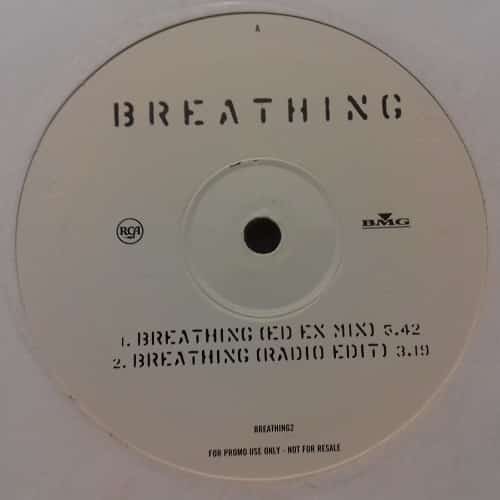 A
BREATHING
RCA
BMG
1. BREATHING (ED EX MIX) 5.42
2. BREATHING (RADIO EDIT) 3.19
BREATHING2
FOR PROMO USE ONLY - NOT FOR RESALE